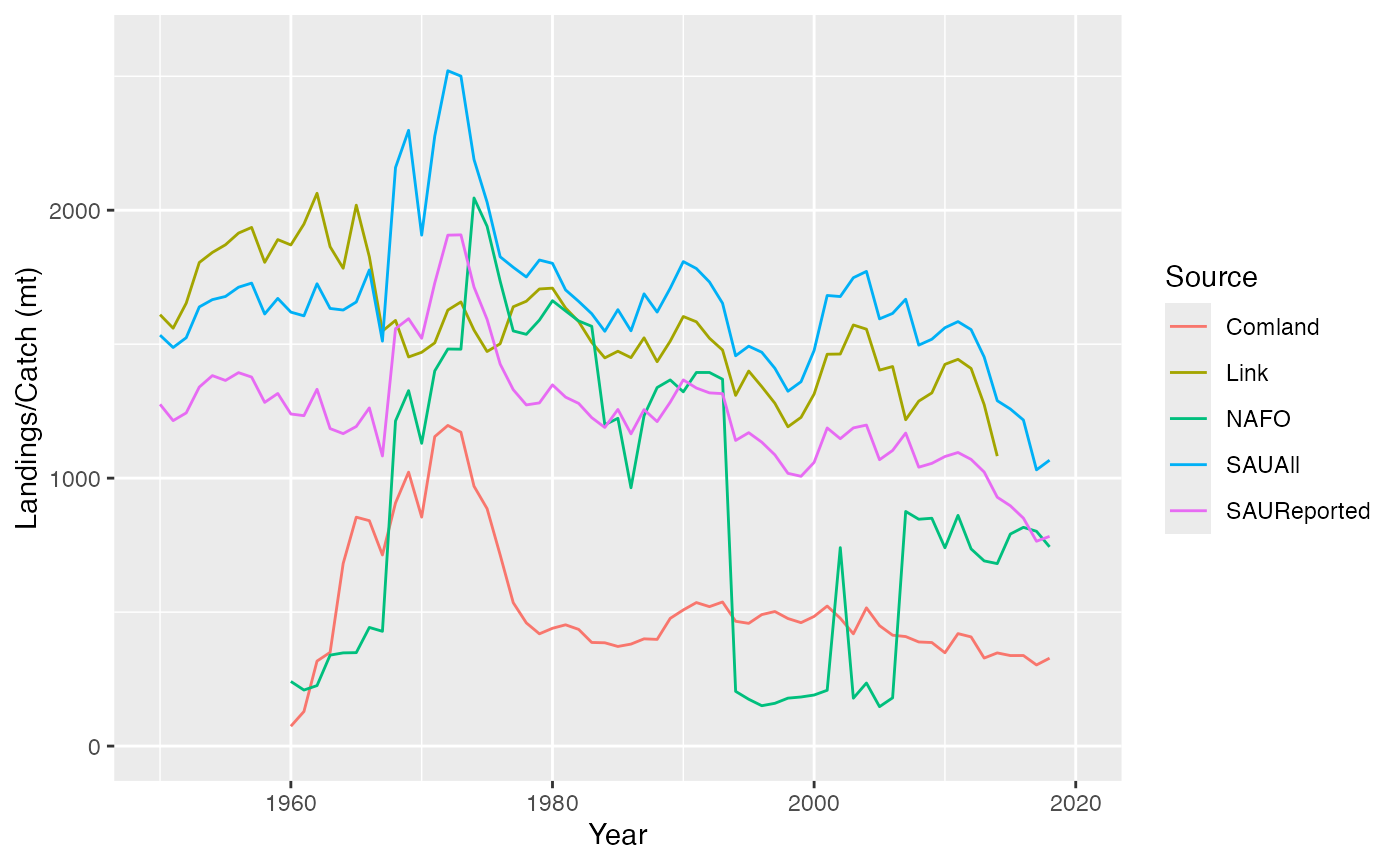 Landings/Catch (mt)
2000
1000
0
1960
1980
2000
2020
Year
Source
Comland
Link
NAFO
SAUAll
SAUReported